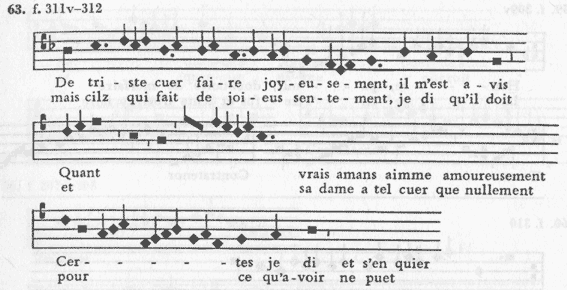 63. f. 311v–312
De tri - ste cuer fai - re joy - eu - se - ment, il m'est a - vis
mais cilz qui fait de joi - eus sen - te - ment, je di qu'il doit
Quant vrais amans aimme amoureusement
et sa dame a tel cuer que nullement
Cer - - - - - tes je di et s'en quier
pour ce qu'a-voir ne puet